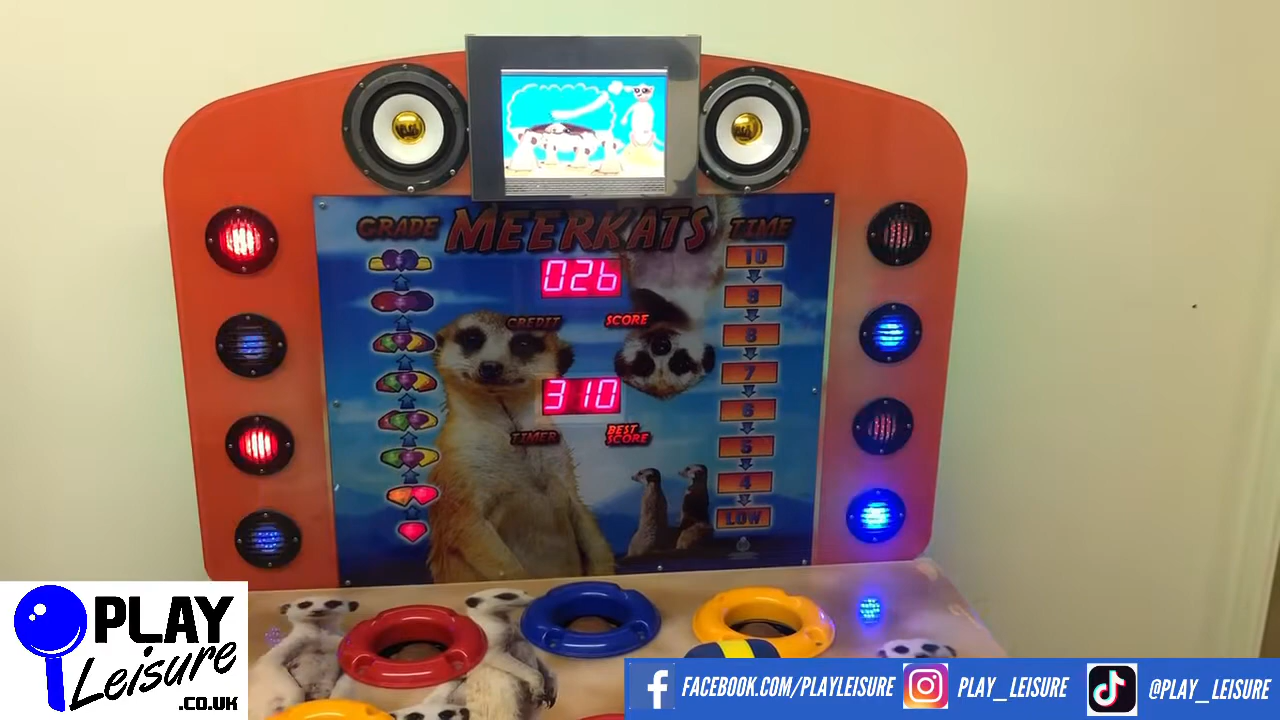 GRADE MEERKATS TIME
026
CREDIT SCORE
310
TIMER BEST SCORE
10
9
8
7
6
5
4
LOW
PLAY
Leisure
.CO.UK
FACEBOOK.COM/PLAYLEISURE PLAY_LEISURE @PLAY_LEISURE